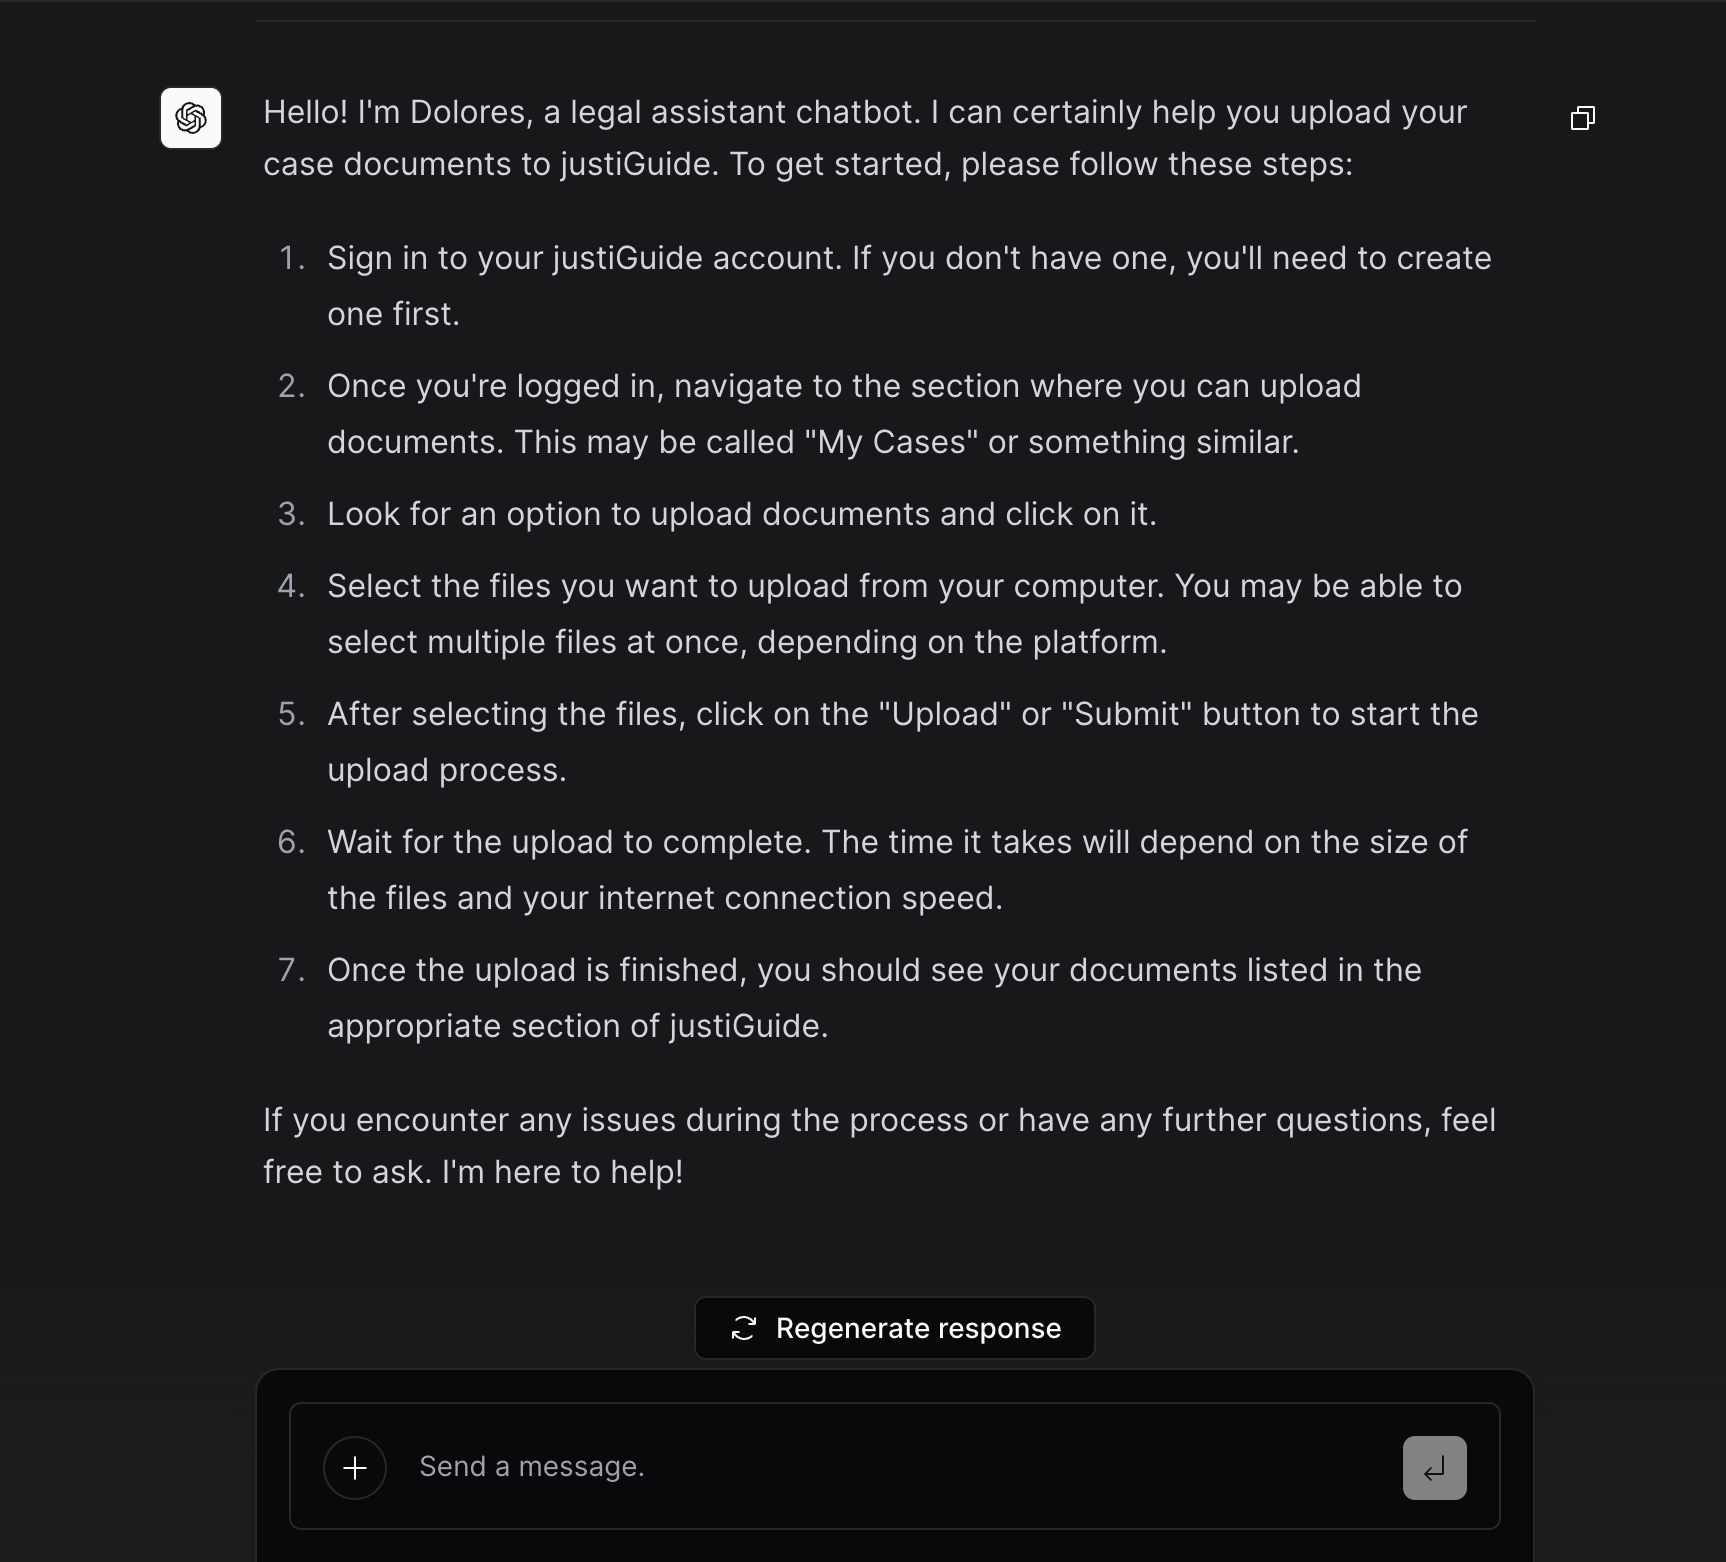 Hello! I'm Dolores, a legal assistant chatbot. I can certainly help you upload your
case documents to justiGuide. To get started, please follow these steps:
1. Sign in to your justiGuide account. If you don't have one, you'll need to create
one first.
2. Once you're logged in, navigate to the section where you can upload
documents. This may be called "My Cases" or something similar.
3. Look for an option to upload documents and click on it.
4. Select the files you want to upload from your computer. You may be able to
select multiple files at once, depending on the platform.
5. After selecting the files, click on the "Upload" or "Submit" button to start the
upload process.
6. Wait for the upload to complete. The time it takes will depend on the size of
the files and your internet connection speed.
7. Once the upload is finished, you should see your documents listed in the
appropriate section of justiGuide.
If you encounter any issues during the process or have any further questions, feel
free to ask. I'm here to help!
Regenerate response
Send a message.